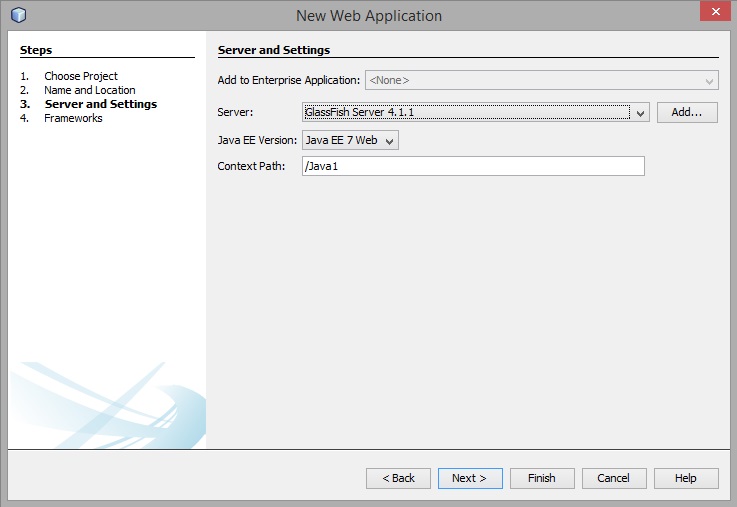 New Web Application
Steps
1. Choose Project
2. Name and Location
3. Server and Settings
4. Frameworks
Server and Settings
Add to Enterprise Application: <None>
Server: GlassFish Server 4.1.1 Add...
Java EE Version: Java EE 7 Web
Context Path: /Java1
< Back Next > Finish Cancel Help